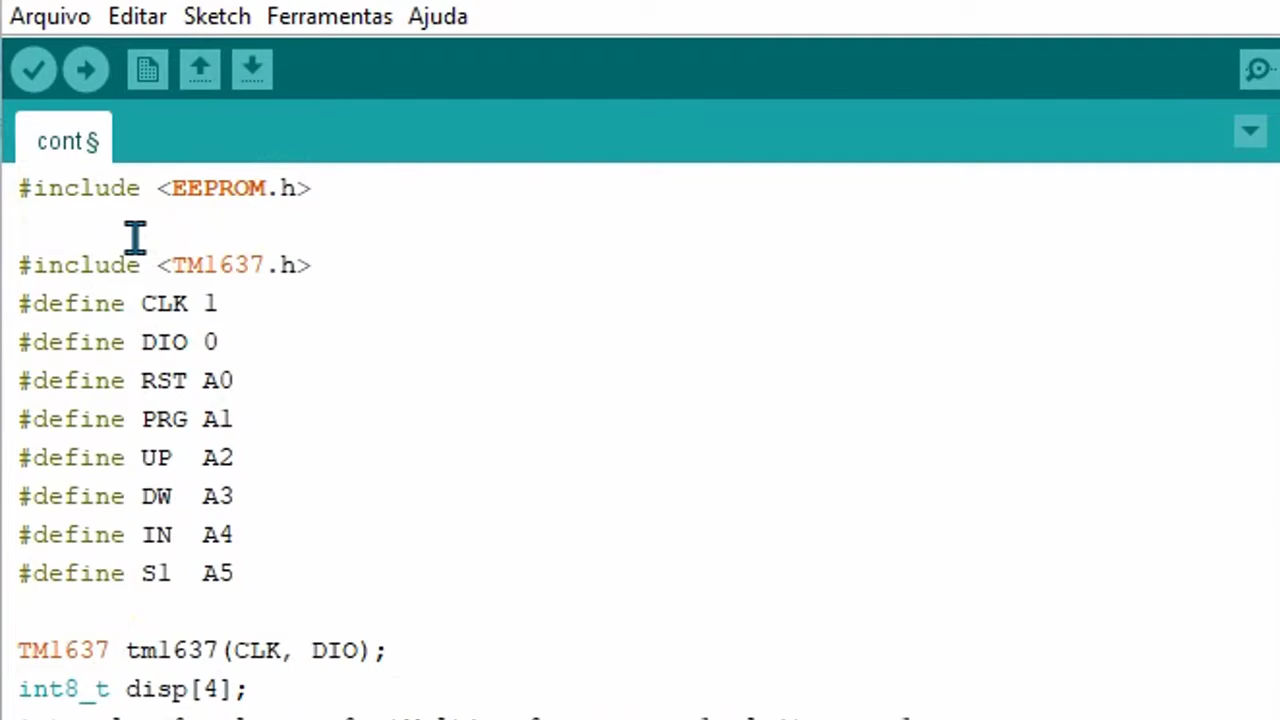 Arquivo Editar Sketch Ferramentas Ajuda
cont§
#include <EEPROM.h>
#include <TM1637.h>
#define CLK 1
#define DIO 0
#define RST A0
#define PRG A1
#define UP  A2
#define DW  A3
#define IN  A4
#define S1  A5
TM1637 tm1637(CLK, DIO);
int8_t disp[4];